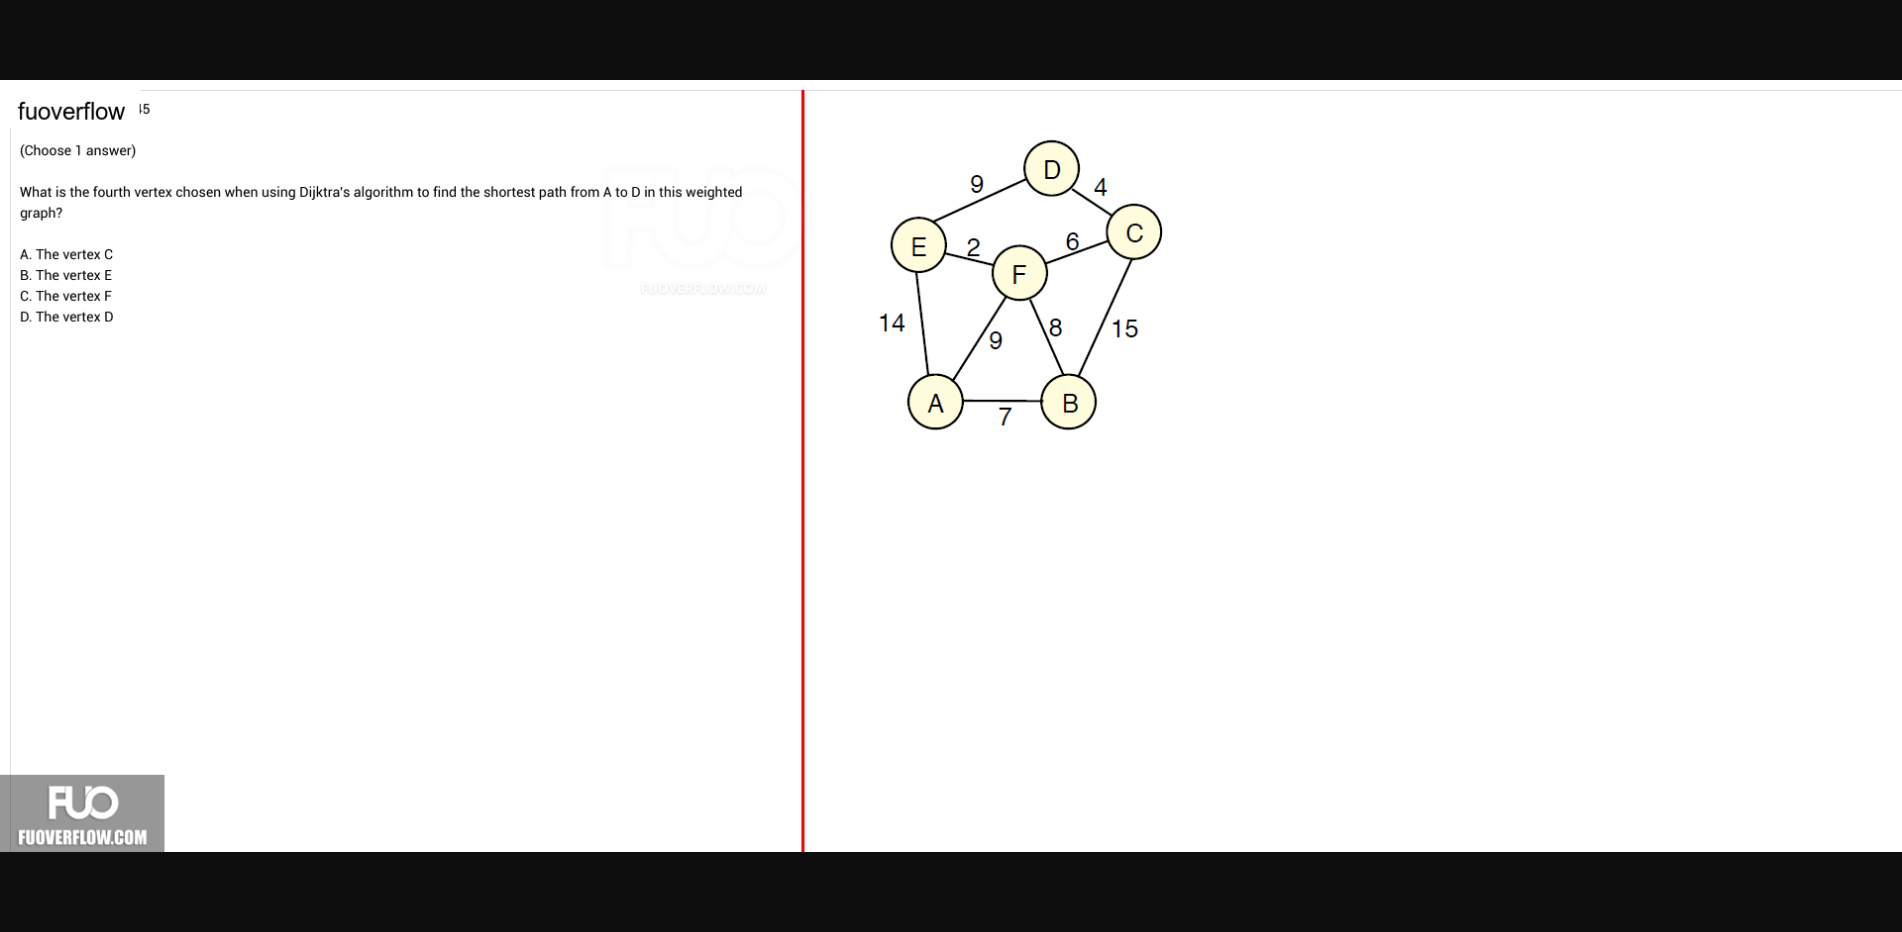 fuoverflow 15
(Choose 1 answer)
What is the fourth vertex chosen when using Dijktra's algorithm to find the shortest path from A to D in this weighted
graph?
A. The vertex C
B. The vertex E
C. The vertex F
D. The vertex D
FUO
FUOVERFLOW.COM
D
9
4
C
E
2
6
F
14
9
8
15
A
7
B
FUO
FUOVERFLOW.COM